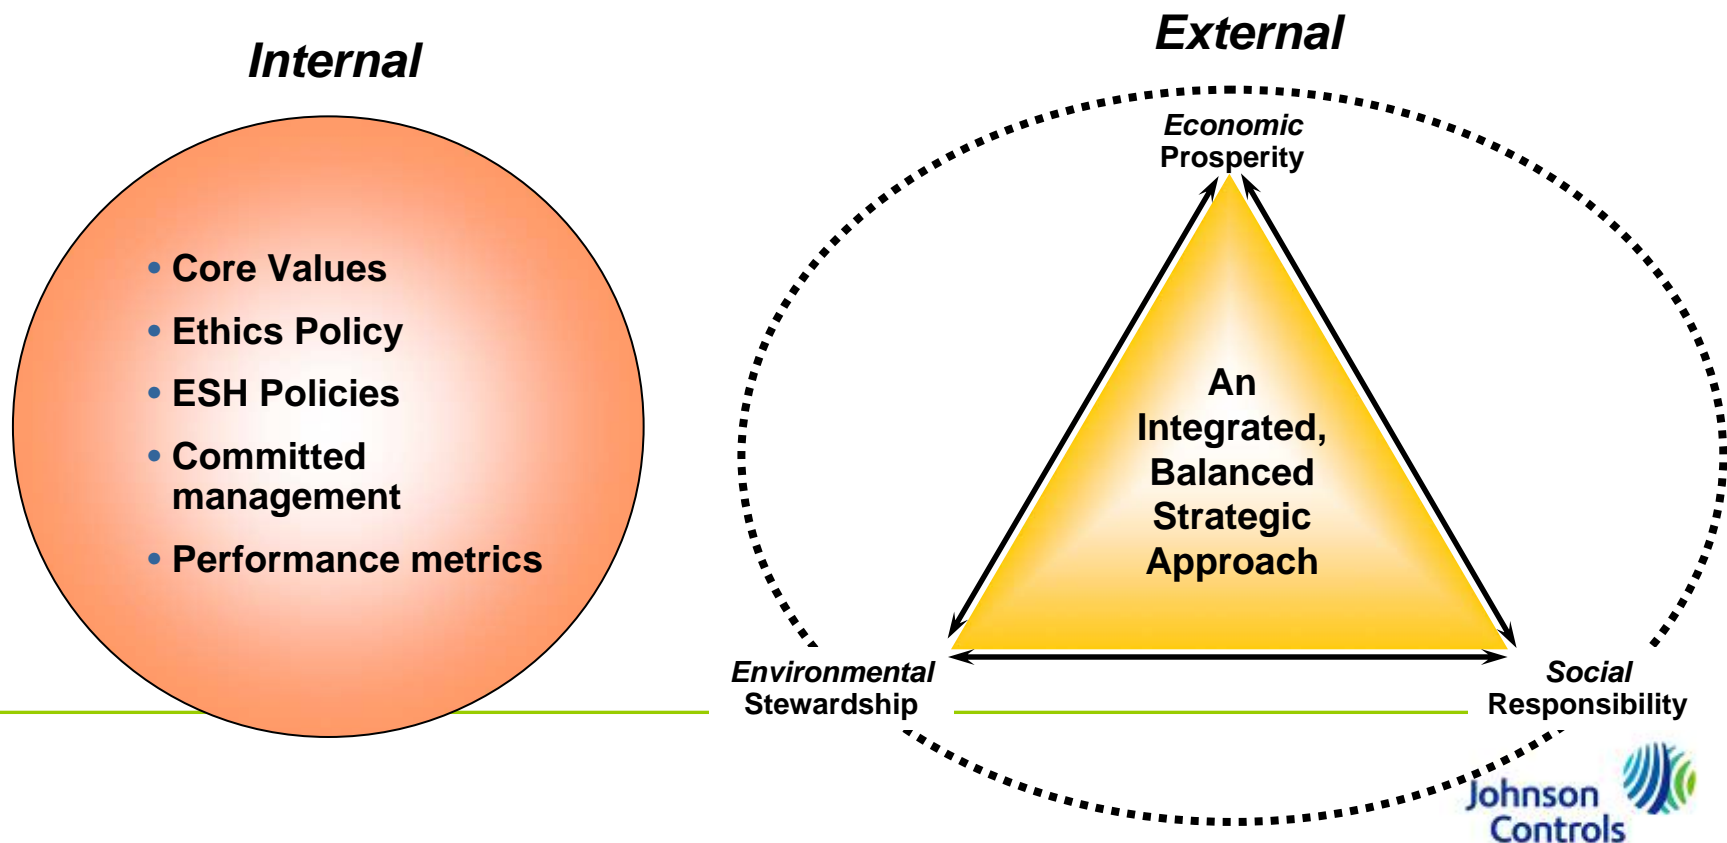 Internal
• Core Values
• Ethics Policy
• ESH Policies
• Committed
management
• Performance metrics
External
Economic
Prosperity
An
Integrated,
Balanced
Strategic
Approach
Environmental
Stewardship
Social
Responsibility
Johnson
Controls